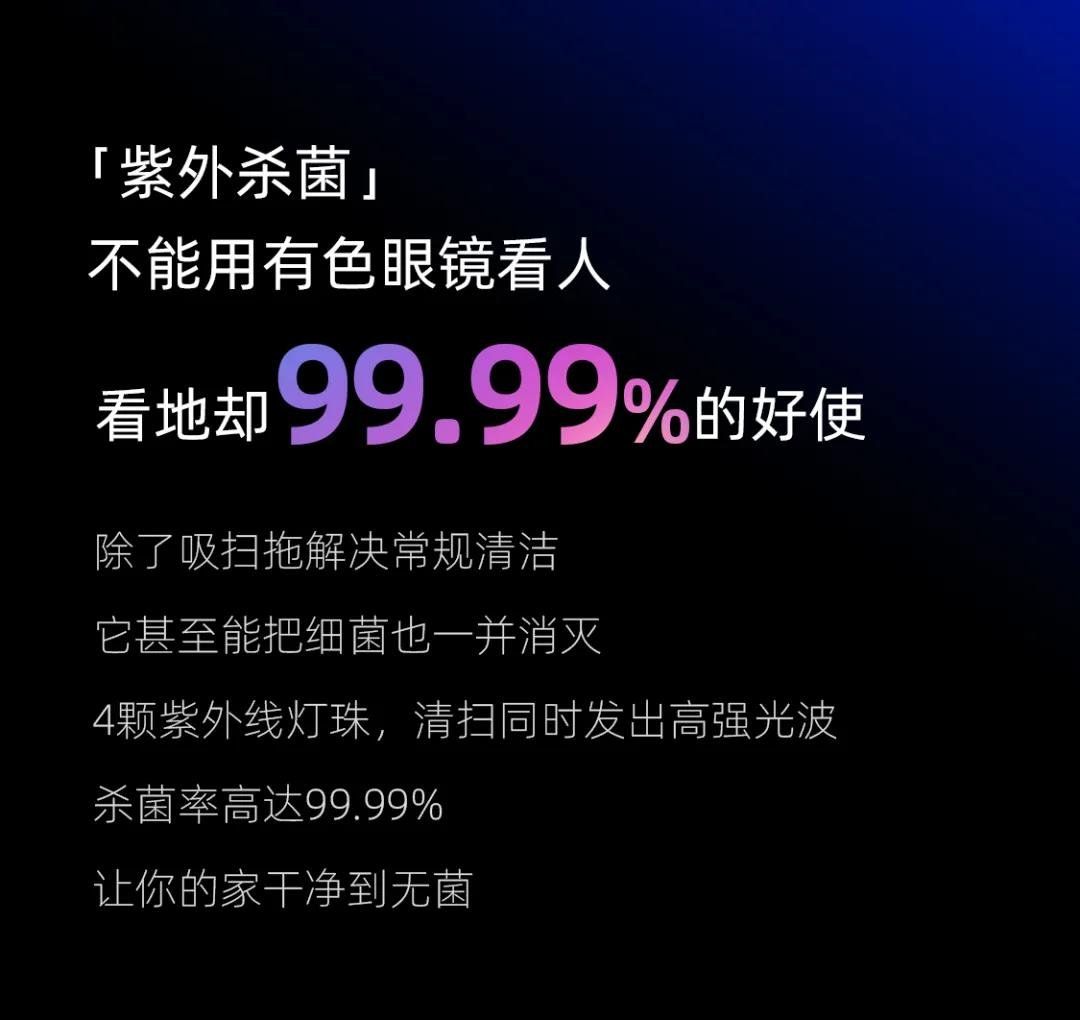 「紫外杀菌」
不能用有色眼镜看人
看地却99.99%的好使
除了吸扫拖解决常规清洁
它甚至能把细菌也一并消灭
4颗紫外线灯珠，清扫同时发出高强光波
杀菌率高达99.99%
让你的家干净到无菌